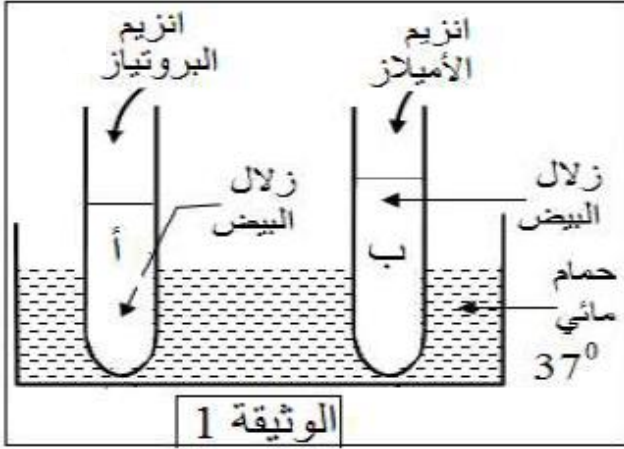 انزيم
البروتياز
انزيم
الأميلاز
زلال
البيض
زلال
البيض
أ
ب
حمام
مائي
37⁰
الوثيقة 1